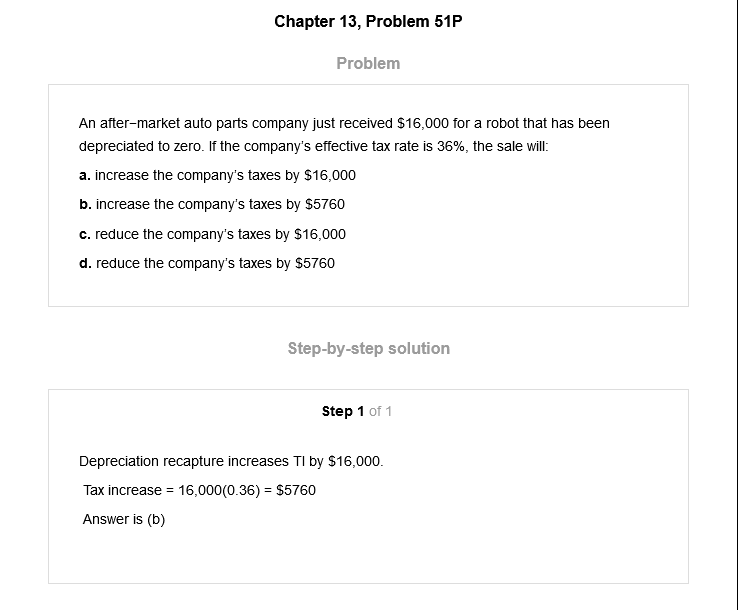 Chapter 13, Problem 51P
Problem
An after−market auto parts company just received $16,000 for a robot that has been
depreciated to zero. If the company's effective tax rate is 36%, the sale will:
a. increase the company's taxes by $16,000
b. increase the company's taxes by $5760
c. reduce the company's taxes by $16,000
d. reduce the company's taxes by $5760
Step-by-step solution
Step 1 of 1
Depreciation recapture increases TI by $16,000.
Tax increase = 16,000(0.36) = $5760
Answer is (b)